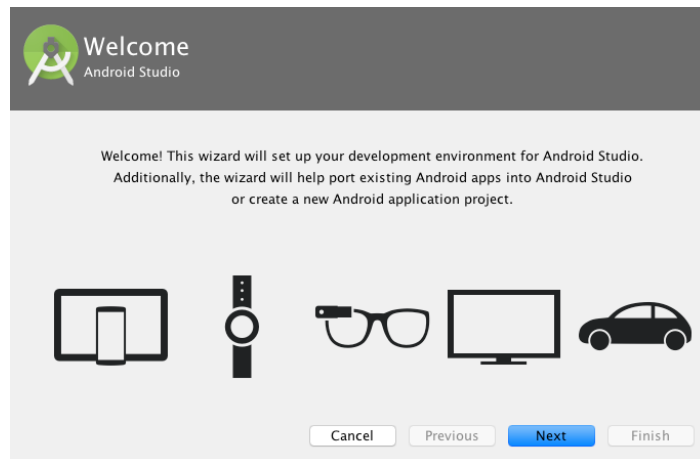 Welcome
Android Studio
Welcome! This wizard will set up your development environment for Android Studio.
Additionally, the wizard will help port existing Android apps into Android Studio
or create a new Android application project.
Cancel
Previous
Next
Finish